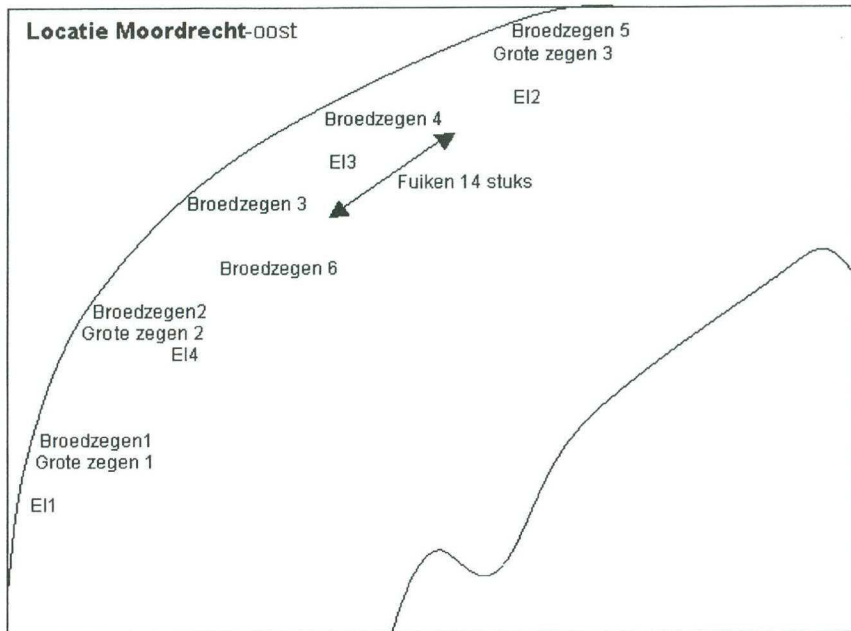 Locatie Moordrecht-oost
Broedzegen 5
Grote zegen 3
El2
Broedzegen 4
El3
Fuiken 14 stuks
Broedzegen 3
Broedzegen 6
Broedzegen2
Grote zegen 2
El4
Broedzegen1
Grote zegen 1
El1